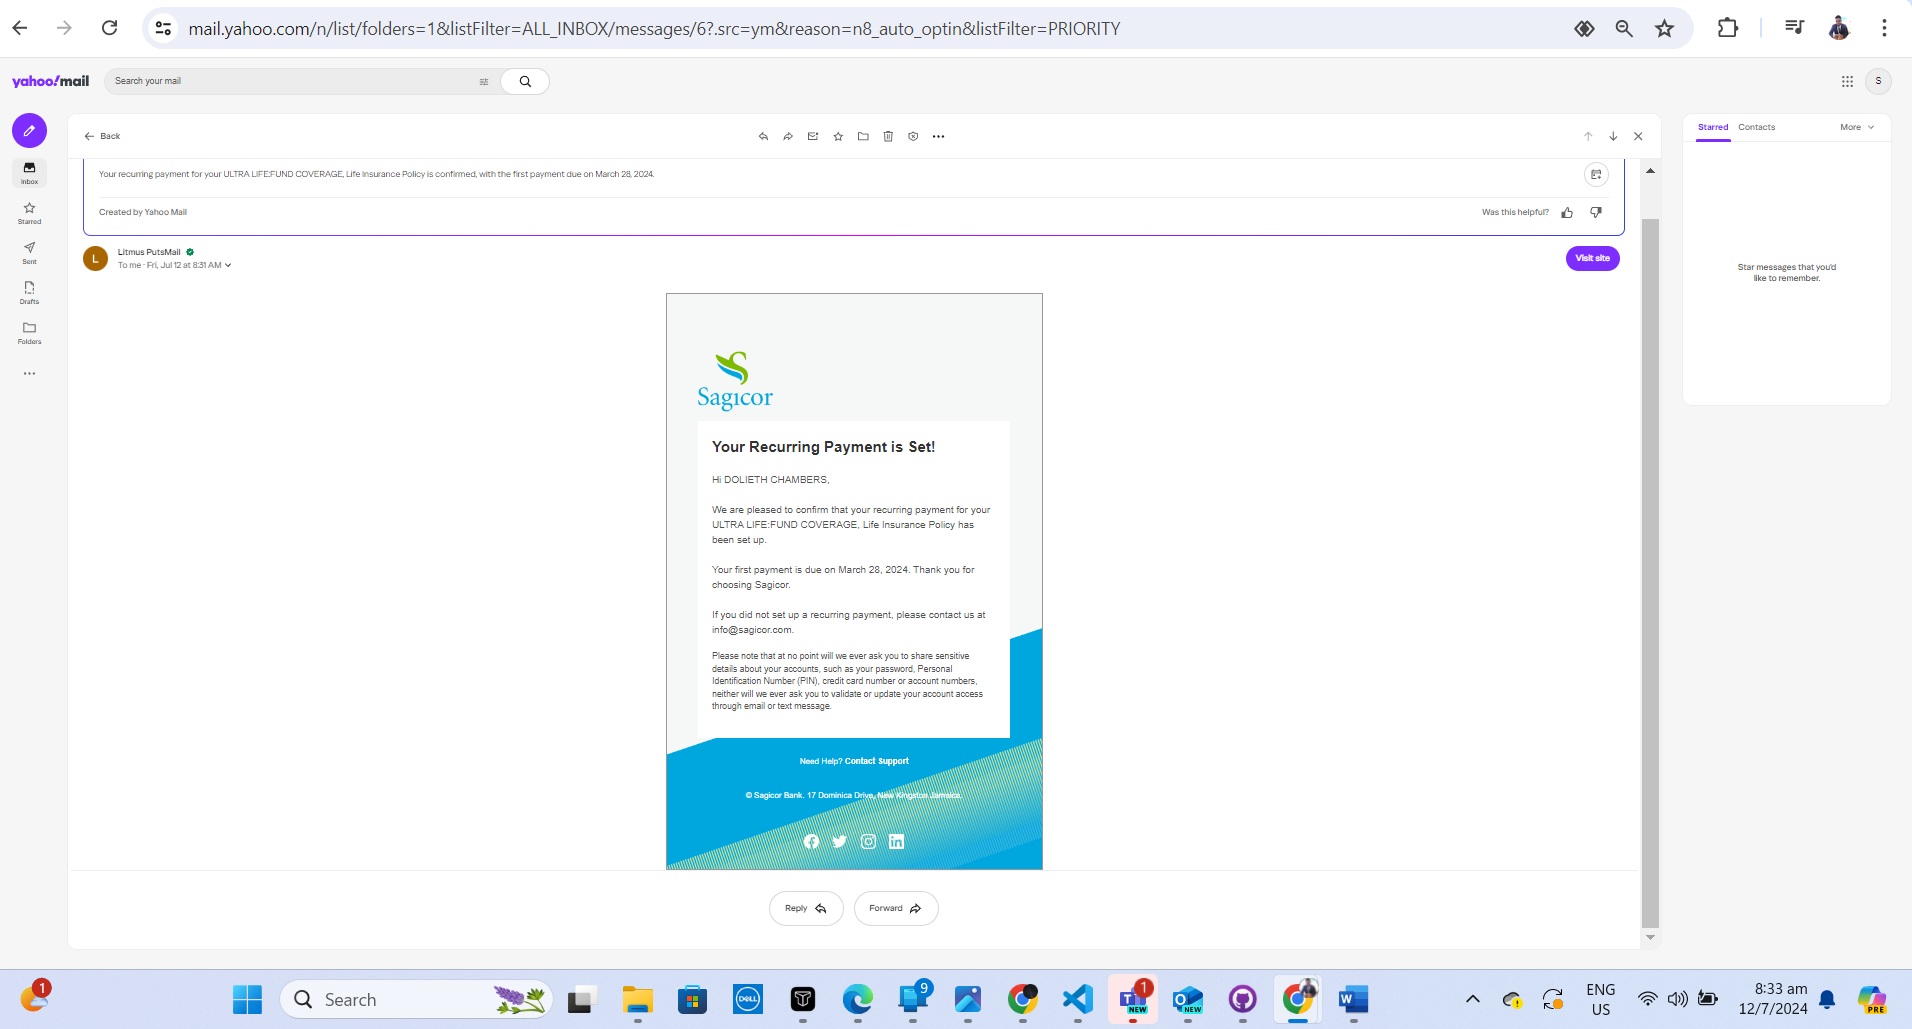 mail.yahoo.com/n/list/folders=1&listFilter=ALL_INBOX/messages/6?.src=ym&reason=n8_auto_optin&listFilter=PRIORITY
yahoo!mail
Search your mail
S
Back
Starred
Contacts
More
Inbox
Starred
Sent
Drafts
Folders
Your recurring payment for your ULTRA LIFE:FUND COVERAGE, Life Insurance Policy is confirmed, with the first payment due on March 28, 2024.
Created by Yahoo Mail
Was this helpful?
L
Litmus PutsMail
To me · Fri, Jul 12 at 8:31 AM
Visit site
Star messages that you'd
like to remember.
Sagicor
Your Recurring Payment is Set!
Hi DOLIETH CHAMBERS,
We are pleased to confirm that your recurring payment for your
ULTRA LIFE:FUND COVERAGE, Life Insurance Policy has
been set up.
Your first payment is due on March 28, 2024. Thank you for
choosing Sagicor.
If you did not set up a recurring payment, please contact us at
info@sagicor.com.
Please note that at no point will we ever ask you to share sensitive
details about your accounts, such as your password, Personal
Identification Number (PIN), credit card number or account numbers,
neither will we ever ask you to validate or update your account access
through email or text message.
Need Help? Contact Support
© Sagicor Bank. 17 Dominica Drive, New Kingston Jamaica.
Reply
Forward
1
Search
DELL
9
1
T
NEW
O
NEW
W
ENG
US
8:33 am
12/7/2024
PRE